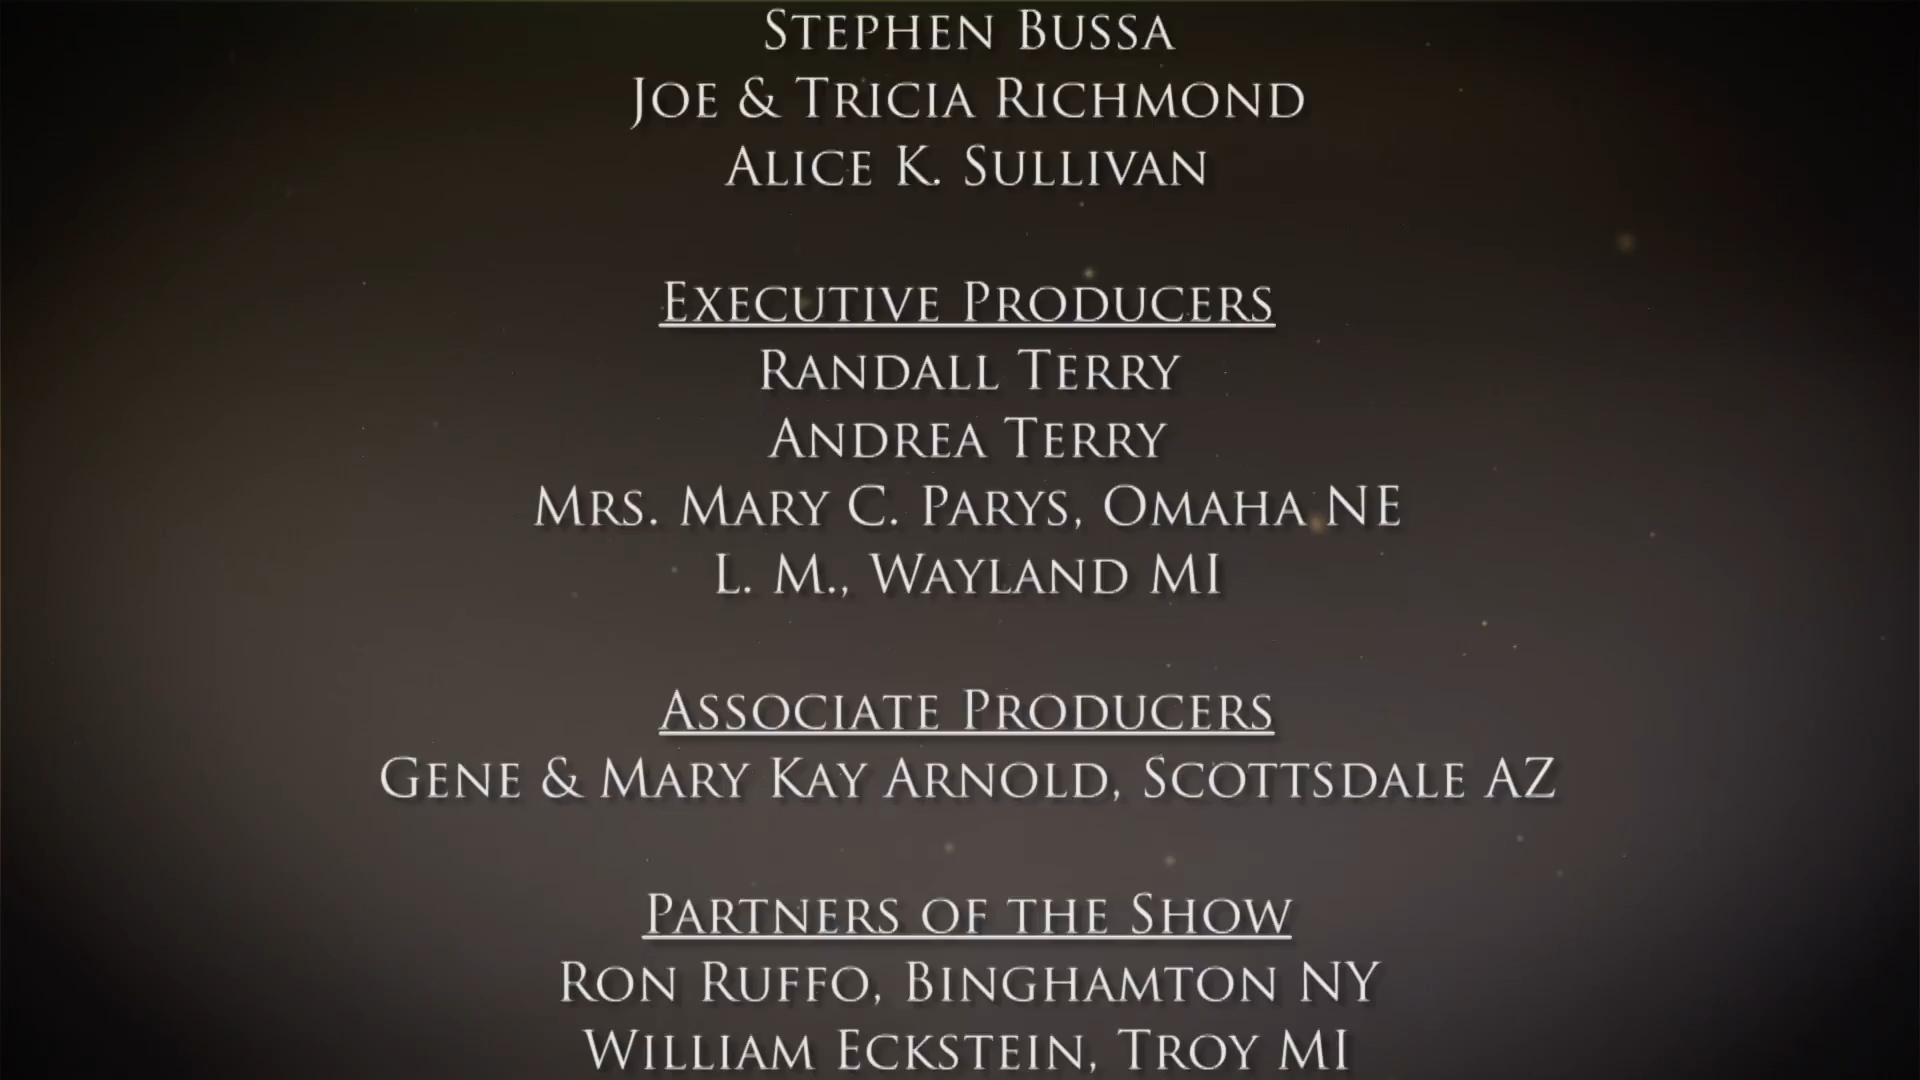 Stephen Bussa
Joe & Tricia Richmond
Alice K. Sullivan
Executive Producers
Randall Terry
Andrea Terry
Mrs. Mary C. Parys, Omaha NE
L. M., Wayland MI
Associate Producers
Gene & Mary Kay Arnold, Scottsdale AZ
Partners of the Show
Ron Ruffo, Binghamton NY
William Eckstein, Troy MI